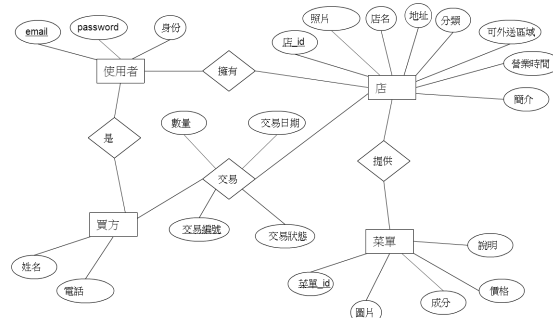 照片
店名
地址
分類
email
password
身份
店_id
可外送區域
使用者
擁有
店
營業時間
簡介
數量
交易日期
是
提供
交易
買方
交易編號
交易狀態
菜單
說明
姓名
電話
菜單_id
圖片
成分
價格